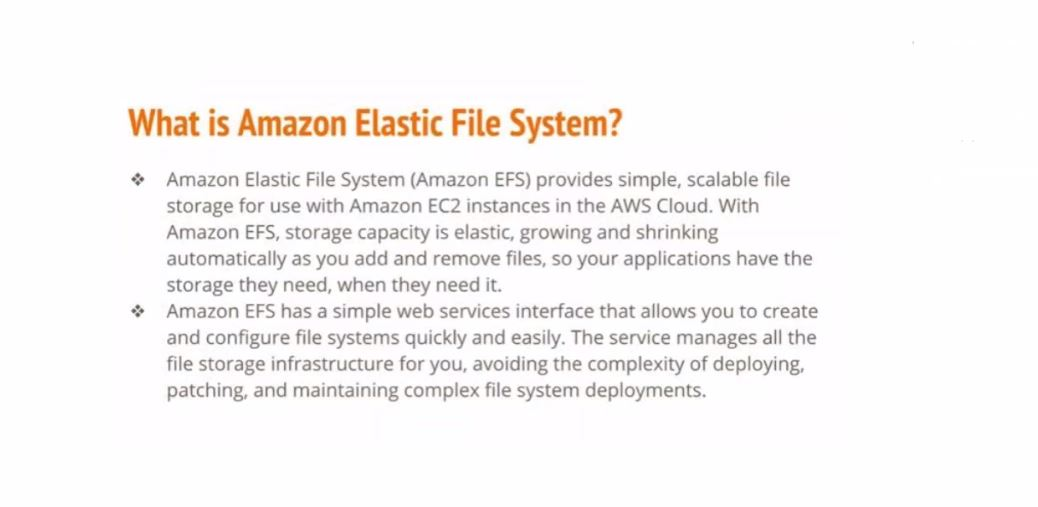 What is Amazon Elastic File System?
❖ Amazon Elastic File System (Amazon EFS) provides simple, scalable file
storage for use with Amazon EC2 instances in the AWS Cloud. With
Amazon EFS, storage capacity is elastic, growing and shrinking
automatically as you add and remove files, so your applications have the
storage they need, when they need it.
❖ Amazon EFS has a simple web services interface that allows you to create
and configure file systems quickly and easily. The service manages all the
file storage infrastructure for you, avoiding the complexity of deploying,
patching, and maintaining complex file system deployments.